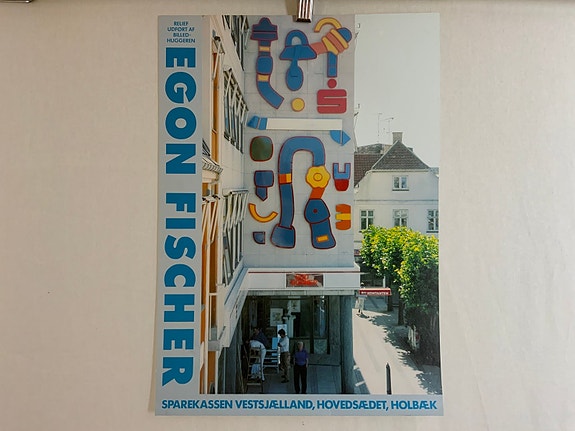 RELIEF
UDFØRT AF
BILLED-
HUGGEREN
EGON FISCHER
SPAREKASSEN VESTSJÆLLAND, HOVEDSÆDET, HOLBÆK